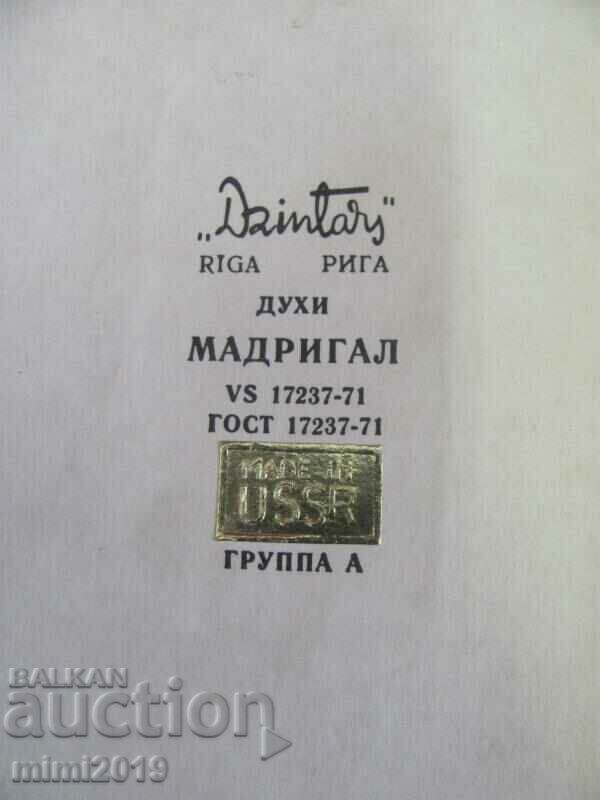 „Dzintars”
RIGA РИГА
ДУХИ
МАДРИГАЛ
VS 17237-71
ГОСТ 17237-71
MADE IN
USSR
ГРУППА А
BALKAN
auction
mimi2019